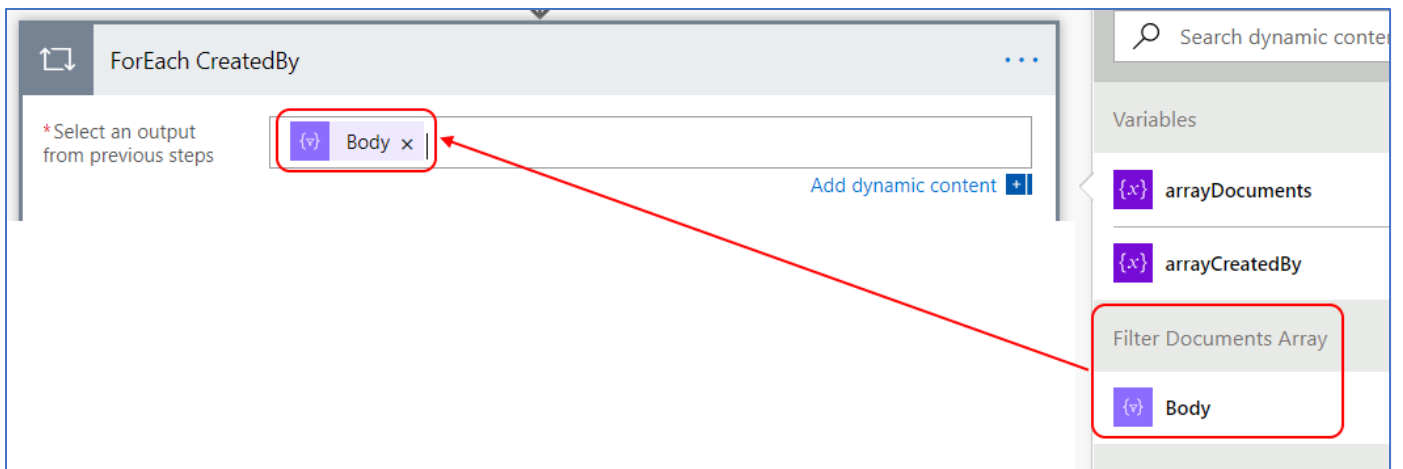 ForEach CreatedBy
...
*Select an output
from previous steps
{▿} Body ×
Add dynamic content +
Search dynamic conte
Variables
{x} arrayDocuments
{x} arrayCreatedBy
Filter Documents Array
{▿} Body